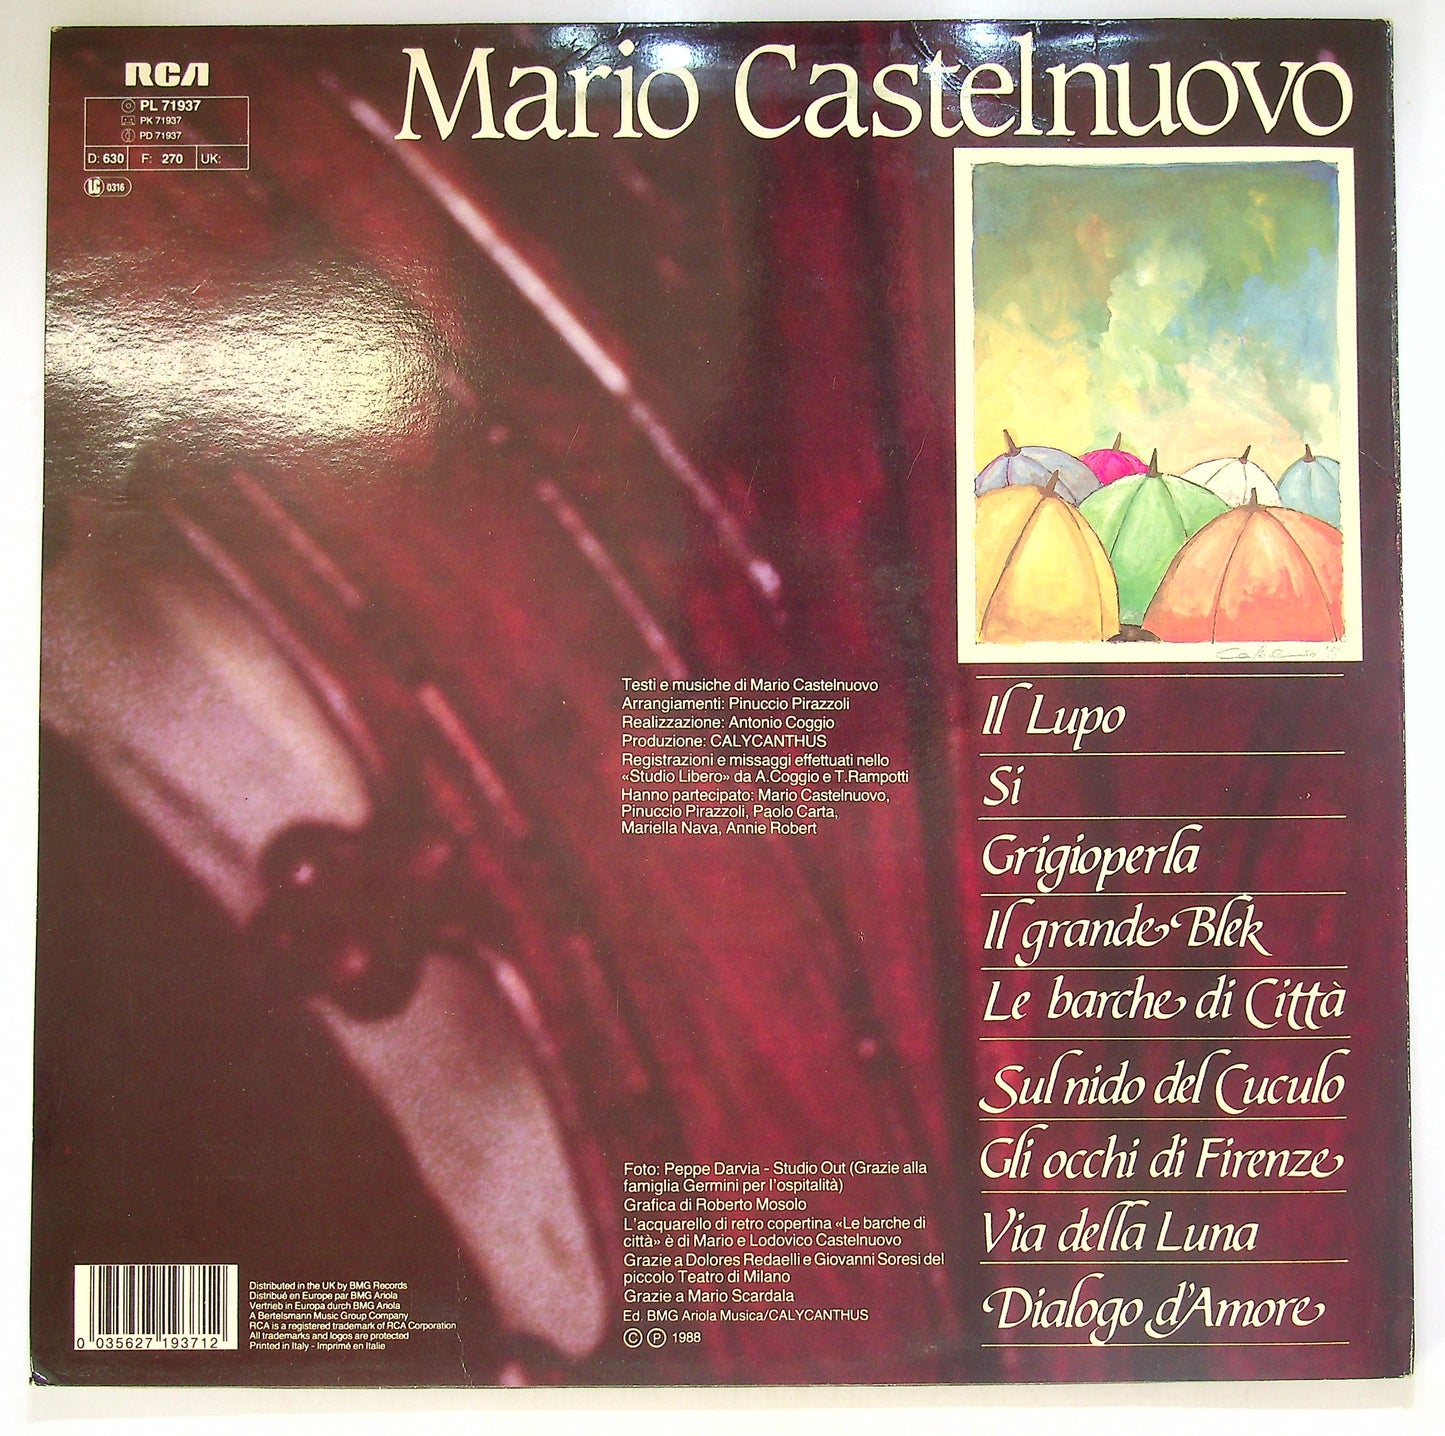 RCA
PL 71937
PK 71937
PD 71937
D: 630 F: 270 UK:
LC 0316
Mario Castelnuovo
Testi e musiche di Mario Castelnuovo
Arrangiamenti: Pinuccio Pirazzoli
Realizzazione: Antonio Coggio
Produzione: CALYCANTHUS
Registrazioni e missaggi effettuati nello
«Studio Libero» da A.Coggio e T.Rampotti
Hanno partecipato: Mario Castelnuovo,
Pinuccio Pirazzoli, Paolo Carta,
Mariella Nava, Annie Robert
Il Lupo
Si
Grigioperla
Il grande Blek
Le barche di Città
Sul nido del Cuculo
Gli occhi di Firenze
Via della Luna
Dialogo d'Amore
Foto: Peppe Darvia - Studio Out (Grazie alla
famiglia Germini per l'ospitalità)
Grafica di Roberto Mosolo
L'acquarello di retro copertina «Le barche di
città» è di Mario e Lodovico Castelnuovo
Grazie a Dolores Redaelli e Giovanni Soresi del
piccolo Teatro di Milano
Grazie a Mario Scardala
Ed. BMG Ariola Musica/CALYCANTHUS
© ℗ 1988
0 035627 193712
Distributed in the UK by BMG Records
Distribué en Europe par BMG Ariola
Vertrieb in Europa durch BMG Ariola
A Bertelsmann Music Group Company
RCA is a registered trademark of RCA Corporation
All trademarks and logos are protected
Printed in Italy - Imprimé en Italie